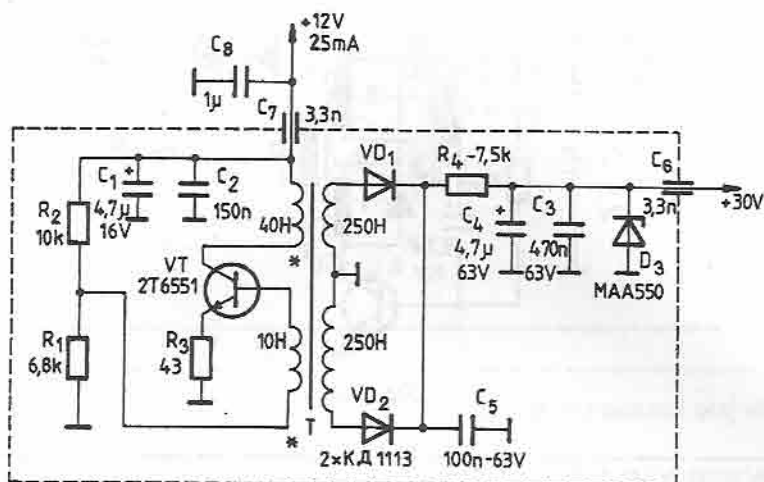 +12V
25mA
C8
1μ
C7
3,3n
C1
+
4,7μ
16V
C2
150n
R2
10k
40H
*
VT
2T6551
R1
6,8k
R3
43
10H
*
T
VD1
250H
250H
VD2
2×КД1113
R4-7,5k
C4
+
4,7μ
63V
C3
470n
63V
C6
3,3n
+30V
D3
MAA550
C5
100n-63V